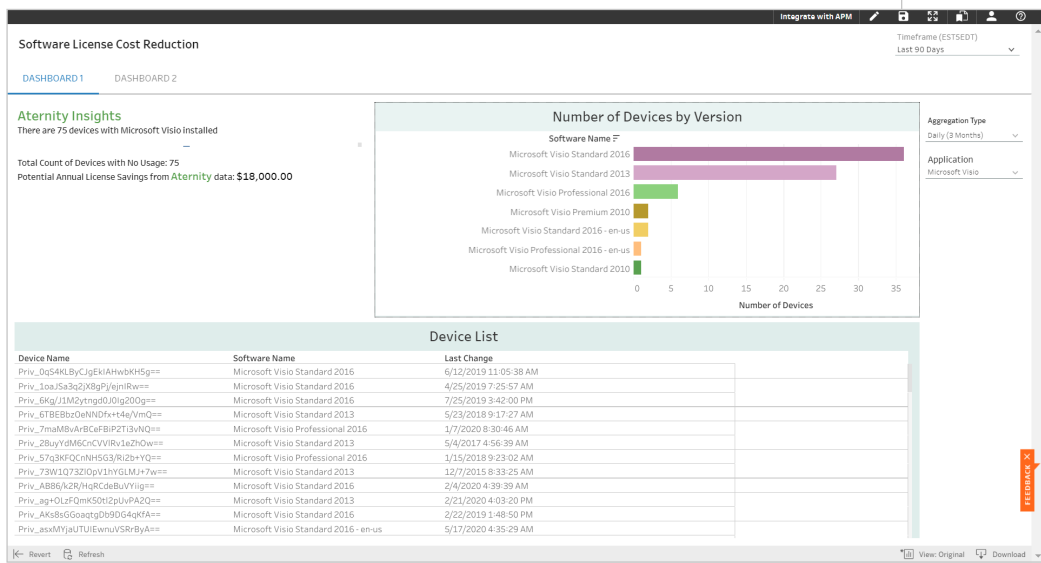 Integrate with APM
Software License Cost Reduction
Timeframe (EST5EDT)
Last 90 Days
DASHBOARD 1 DASHBOARD 2
Aternity Insights
There are 75 devices with Microsoft Visio installed
Total Count of Devices with No Usage: 75
Potential Annual License Savings from Aternity data: $18,000.00
Number of Devices by Version
Software Name
Microsoft Visio Standard 2016
Microsoft Visio Standard 2013
Microsoft Visio Professional 2016
Microsoft Visio Premium 2010
Microsoft Visio Standard 2016 - en-us
Microsoft Visio Professional 2016 - en-us
Microsoft Visio Standard 2010
0 5 10 15 20 25 30 35
Number of Devices
Aggregation Type
Daily (3 Months)
Application
Microsoft Visio
Device List
Device Name Software Name Last Change
Priv_0qS4KLByCJgEkIAHwbKH5g== Microsoft Visio Standard 2016 6/12/2019 11:05:38 AM
Priv_1oaJSa3q2jX8gPj/ejnIRw== Microsoft Visio Standard 2016 4/25/2019 7:25:57 AM
Priv_6Kg/J1M2ytngd0J0Ig20Og== Microsoft Visio Standard 2016 7/25/2019 3:42:00 PM
Priv_6TBEBbzOeNNDfx+t4e/VmQ== Microsoft Visio Standard 2013 5/23/2018 9:17:27 AM
Priv_7maM8vArBCeFBiP2Ti3vNQ== Microsoft Visio Professional 2016 1/7/2020 8:30:46 AM
Priv_28uyYdM6CnCVVIRv1eZhOw== Microsoft Visio Standard 2013 5/4/2017 4:56:39 AM
Priv_57q3KFQCnNH5G3/Ri2b+YQ== Microsoft Visio Professional 2016 1/15/2018 9:23:02 AM
Priv_73W1Q73ZIOpV1hYGLMJ+7w== Microsoft Visio Standard 2013 12/7/2015 8:33:25 AM
Priv_AB86/k2R/HqRCdeBuVYiig== Microsoft Visio Standard 2016 2/4/2020 4:39:39 AM
Priv_ag+OLzFQmK50tI2pUvPA2Q== Microsoft Visio Standard 2013 2/21/2020 4:03:20 PM
Priv_AKs8sGGoaqtgDb9DG4qKfA== Microsoft Visio Standard 2016 2/22/2019 1:48:50 PM
Priv_asxMYjaUTUIEwnuVSRrByA== Microsoft Visio Standard 2016 - en-us 5/17/2020 4:35:29 AM
FEEDBACK
Revert Refresh View: Original Download